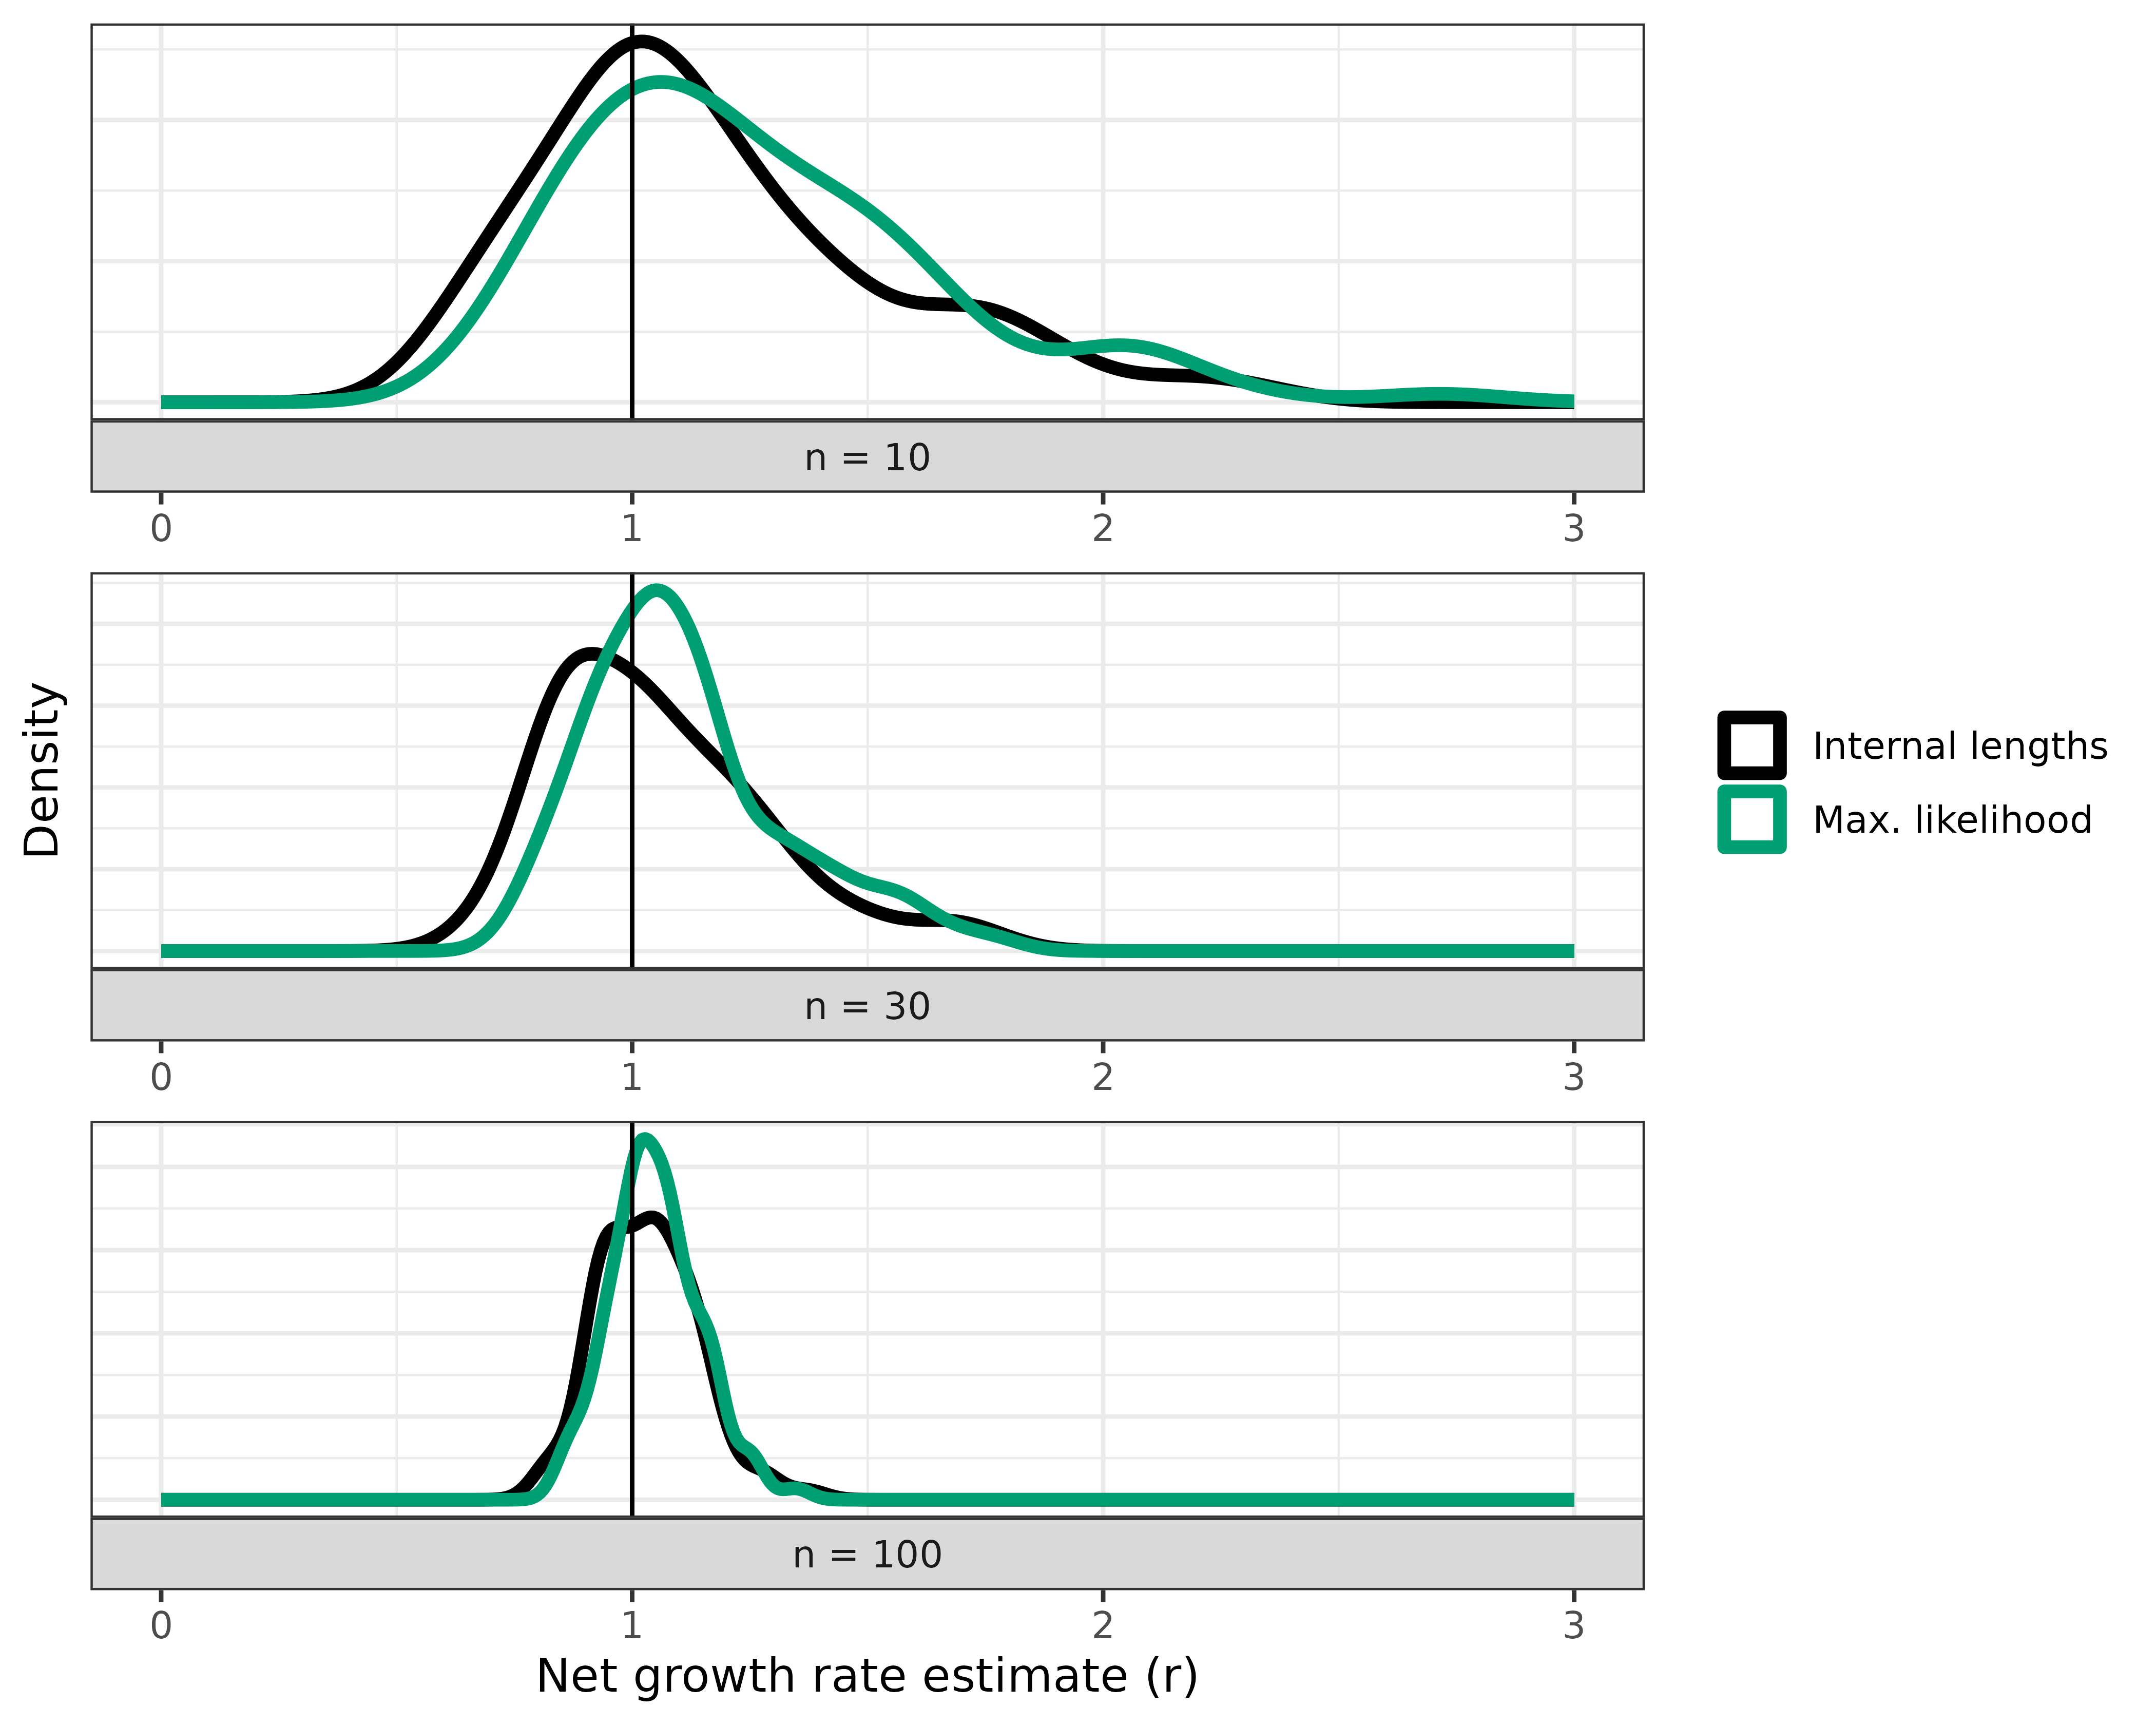 n = 10
0 1 2 3
Density
n = 30
0 1 2 3
Internal lengths
Max. likelihood
n = 100
0 1 2 3
Net growth rate estimate (r)